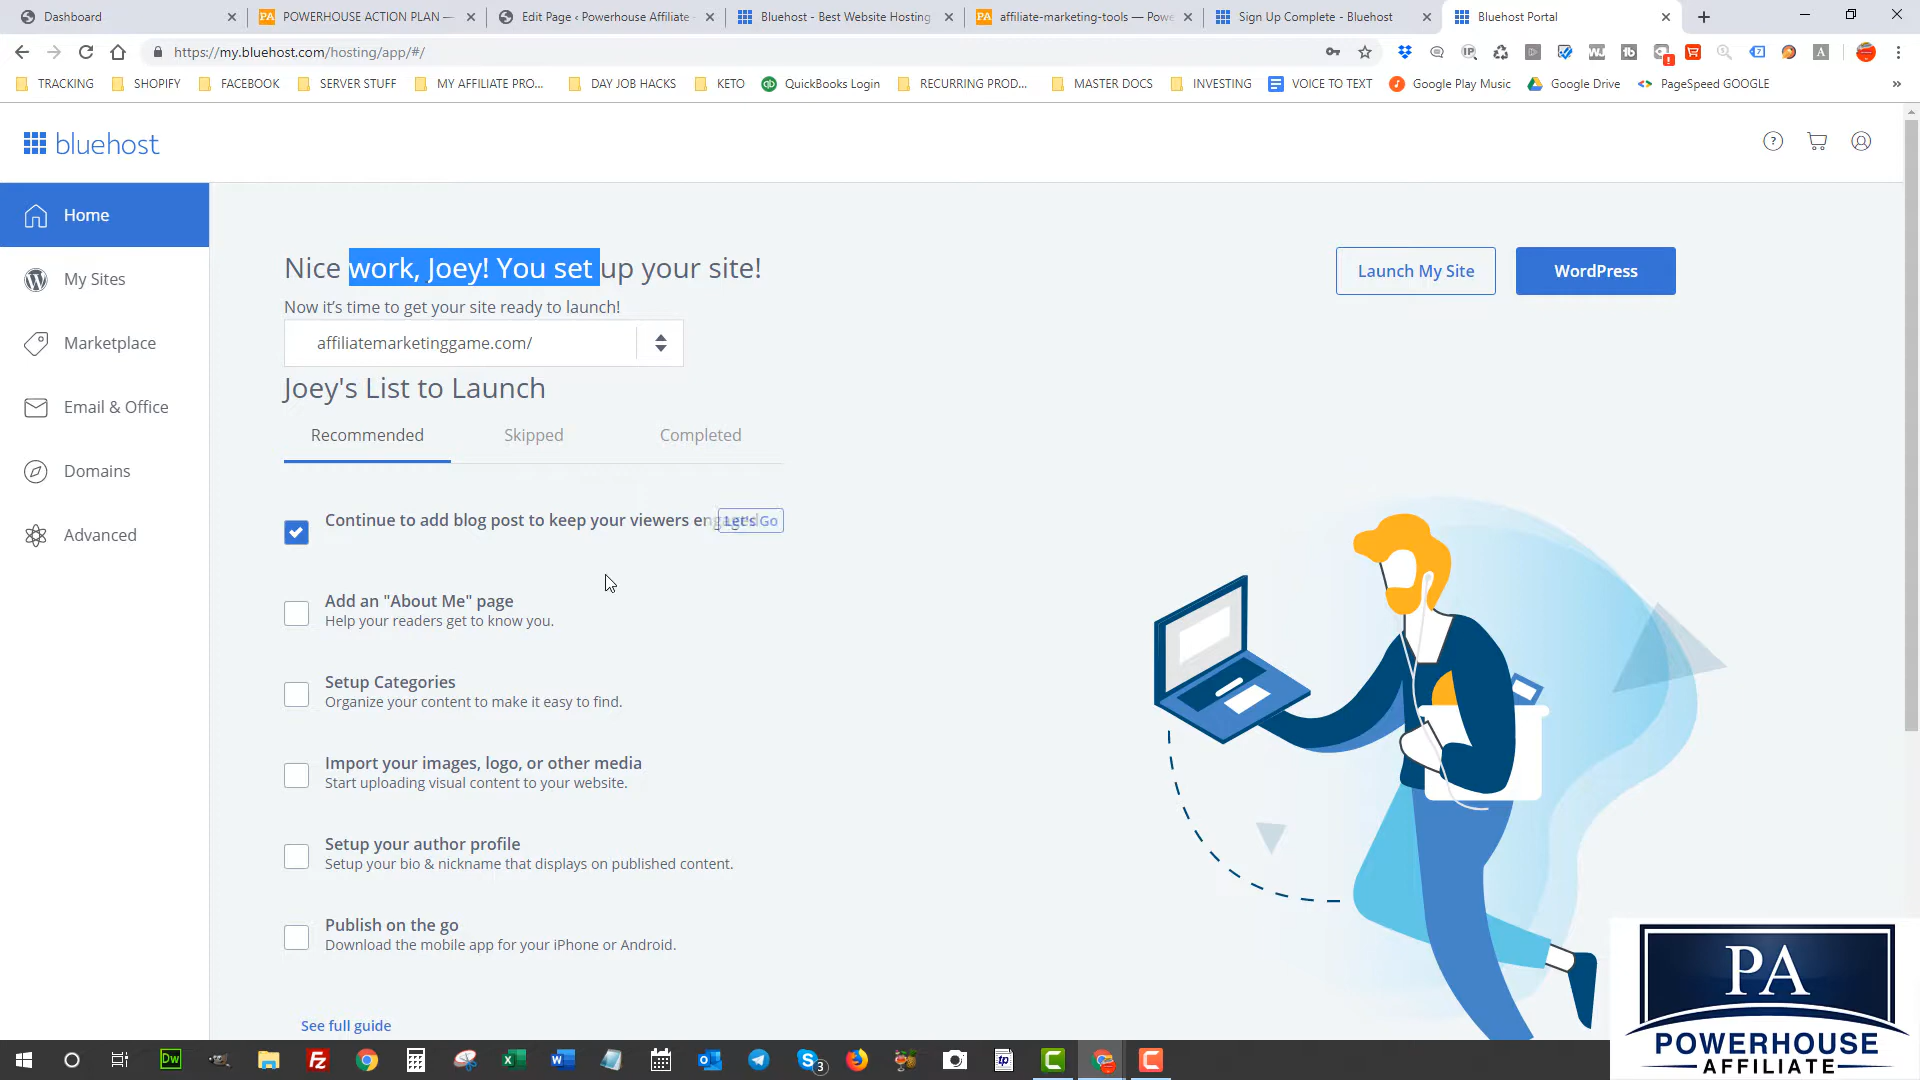 Dashboard
POWERHOUSE ACTION PLAN —
Edit Page ‹ Powerhouse Affiliate
Bluehost - Best Website Hosting
affiliate-marketing-tools — Powe
Sign Up Complete - Bluehost
Bluehost Portal
https://my.bluehost.com/hosting/app/#/
TRACKING
SHOPIFY
FACEBOOK
SERVER STUFF
MY AFFILIATE PRO...
DAY JOB HACKS
KETO
QuickBooks Login
RECURRING PROD...
MASTER DOCS
INVESTING
VOICE TO TEXT
Google Play Music
Google Drive
PageSpeed GOOGLE
bluehost
Home
My Sites
Marketplace
Email & Office
Domains
Advanced
Nice work, Joey! You set up your site!
Now it's time to get your site ready to launch!
affiliatemarketinggame.com/
Launch My Site
WordPress
Joey's List to Launch
Recommended
Skipped
Completed
Continue to add blog post to keep your viewers engaged
Let's Go
Add an "About Me" page
Help your readers get to know you.
Setup Categories
Organize your content to make it easy to find.
Import your images, logo, or other media
Start uploading visual content to your website.
Setup your author profile
Setup your bio & nickname that displays on published content.
Publish on the go
Download the mobile app for your iPhone or Android.
See full guide
PA
POWERHOUSE
AFFILIATE